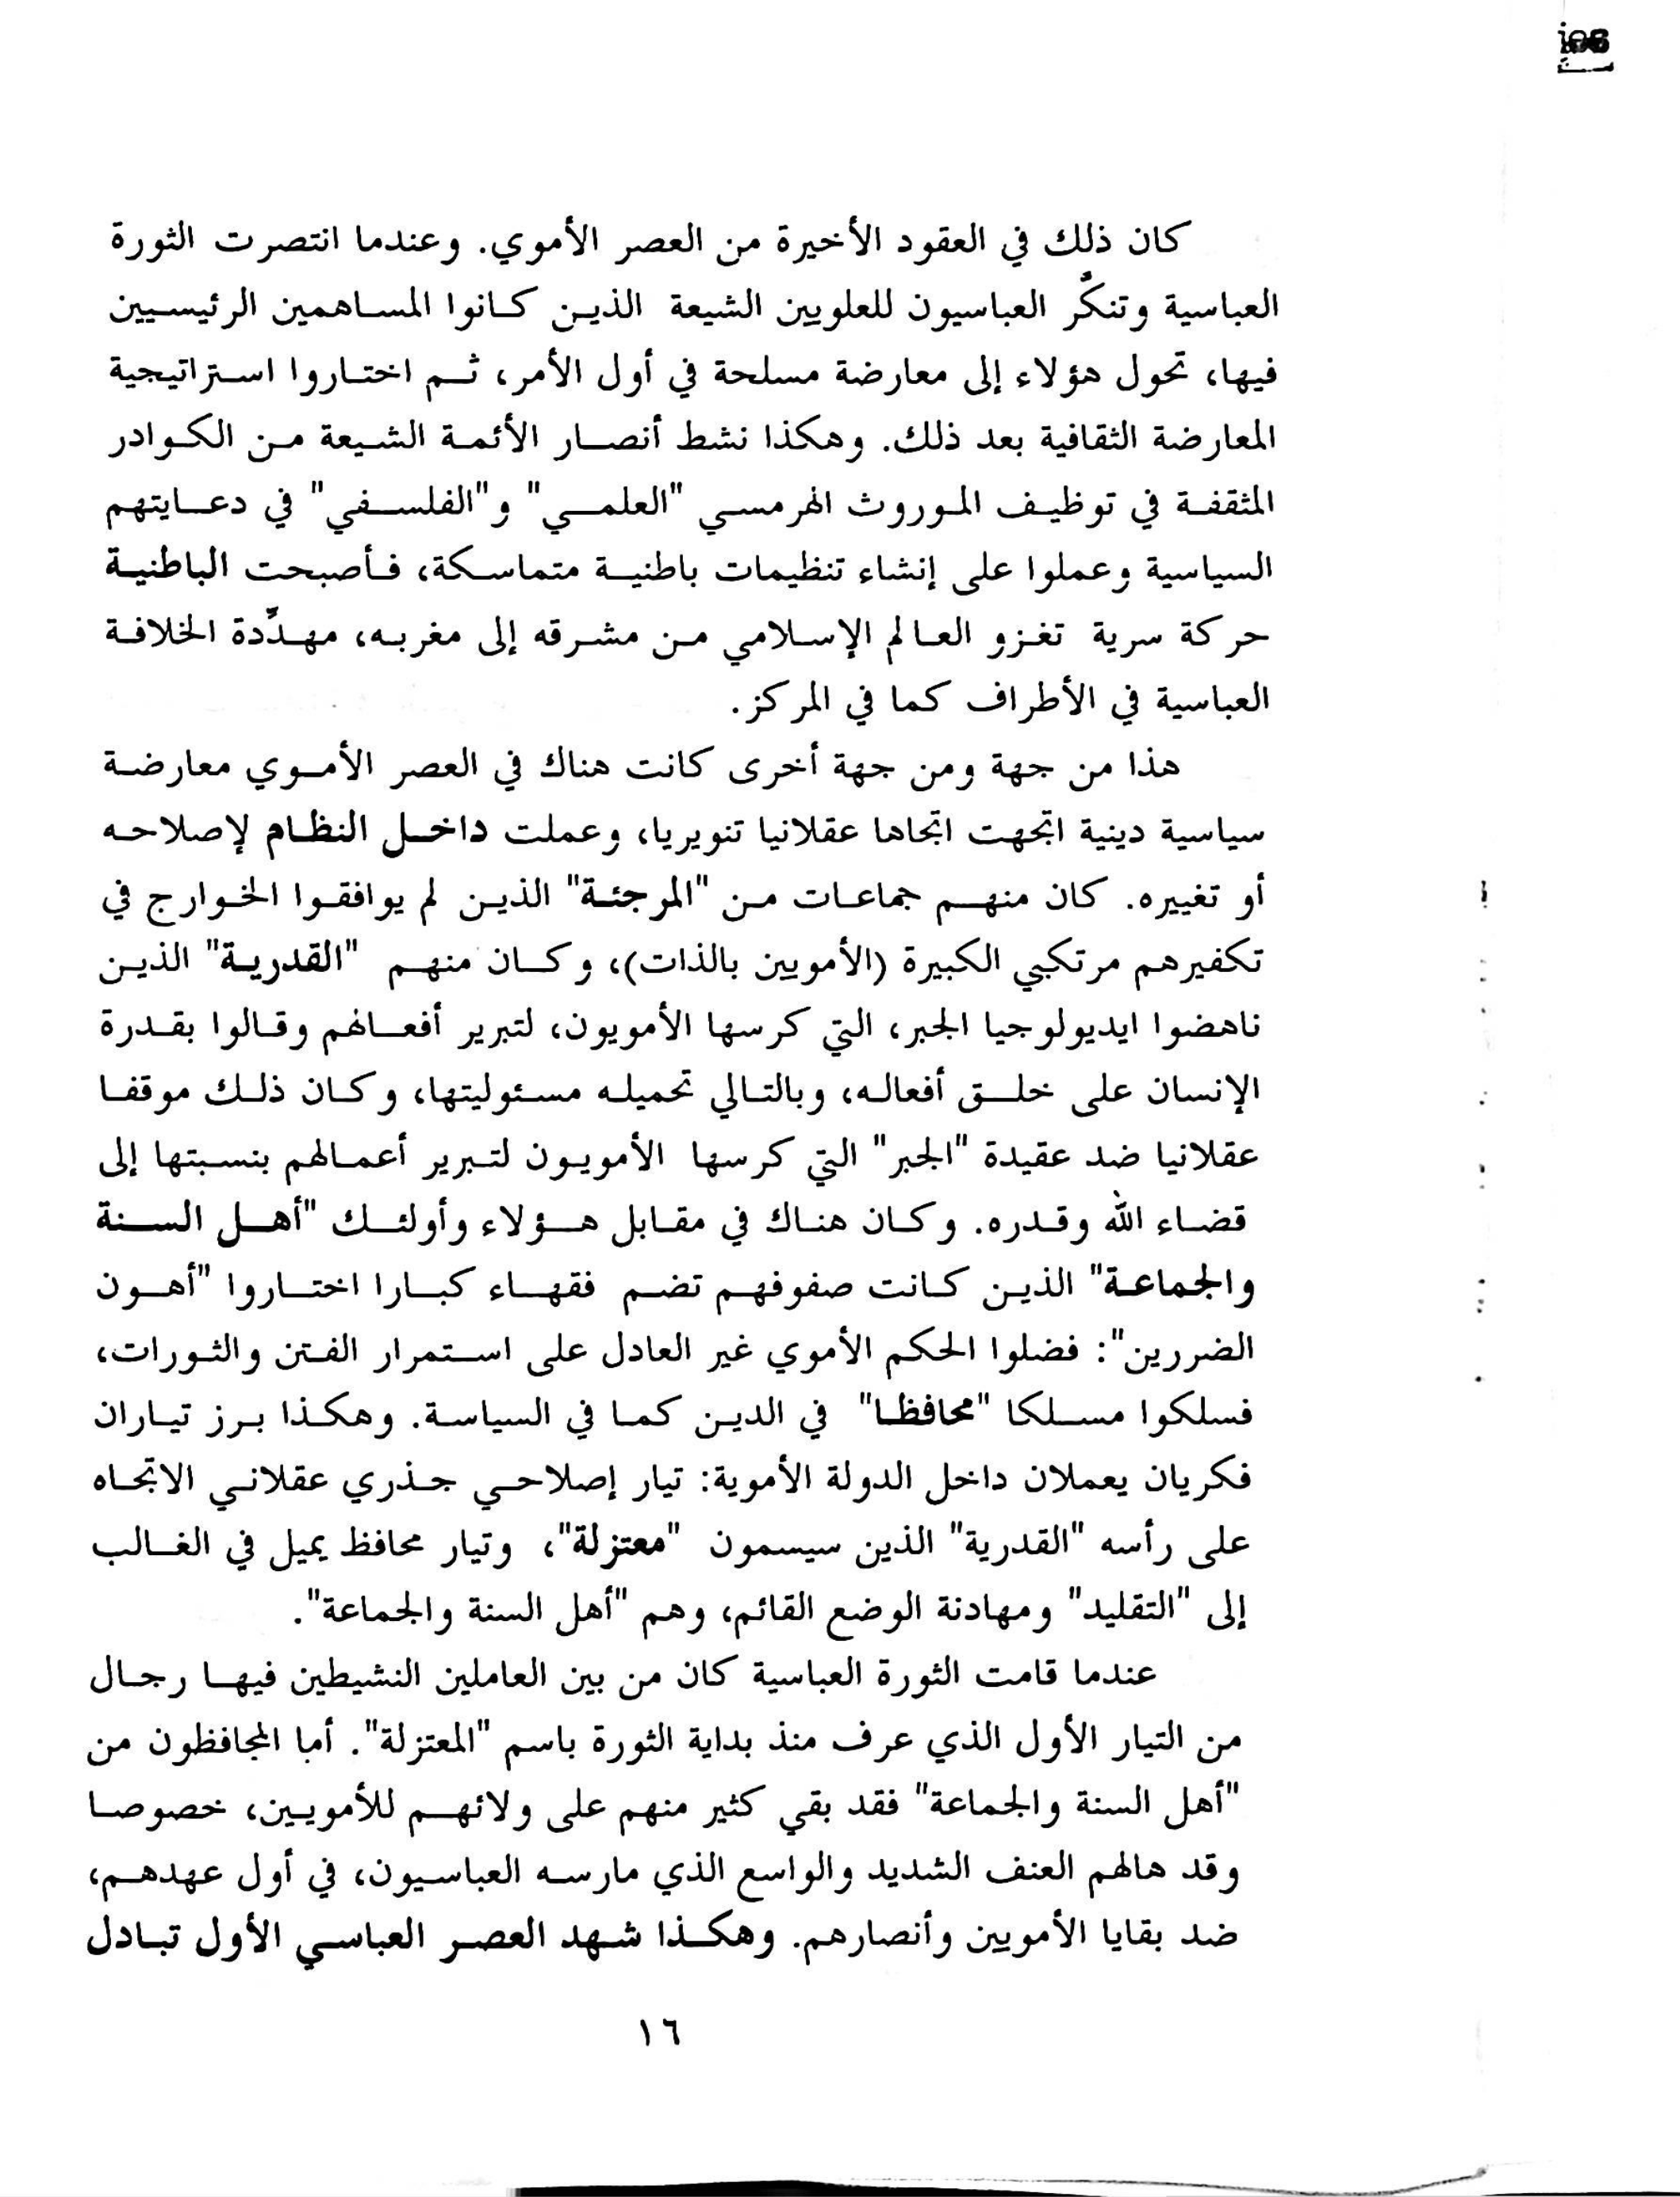 كان ذلك في العقود الأخيرة من العصر الأموي. وعندما انتصرت الثورة
العباسية وتنكَّر العباسيون للعلويين الشيعة الذين كانوا المساهمين الرئيسيين
فيها، تحول هؤلاء إلى معارضة مسلحة في أول الأمر، ثم اختاروا استراتيجية
المعارضة الثقافية بعد ذلك. وهكذا نشط أنصار الأئمة الشيعة من الكوادر
المثقفة في توظيف الموروث الهرمسي "العلمي" و"الفلسفي" في دعايتهم
السياسية وعملوا على إنشاء تنظيمات باطنية متماسكة، فأصبحت الباطنية
حركة سرية تغزو العالم الإسلامي من مشرقه إلى مغربه، مهدِّدة الخلافة
العباسية في الأطراف كما في المركز.
هذا من جهة ومن جهة أخرى كانت هناك في العصر الأموي معارضة
سياسية دينية اتجهت اتجاها عقلانيا تنويريا، وعملت داخل النظام لإصلاحه
أو تغييره. كان منهم جماعات من "المرجئة" الذين لم يوافقوا الخوارج في
تكفيرهم مرتكبي الكبيرة (الأمويين بالذات)، وكان منهم "القدرية" الذين
ناهضوا ايديولوجيا الجبر، التي كرسها الأمويون، لتبرير أفعالهم وقالوا بقدرة
الإنسان على خلق أفعاله، وبالتالي تحميله مسئوليتها، وكان ذلك موقفا
عقلانيا ضد عقيدة "الجبر" التي كرسها الأمويون لتبرير أعمالهم بنسبتها إلى
قضاء الله وقدره. وكان هناك في مقابل هؤلاء وأولئك "أهل السنة
والجماعة" الذين كانت صفوفهم تضم فقهاء كبارا اختاروا "أهون
الضررين": فضلوا الحكم الأموي غير العادل على استمرار الفتن والثورات،
فسلكوا مسلكا "محافظا" في الدين كما في السياسة. وهكذا برز تياران
فكريان يعملان داخل الدولة الأموية: تيار إصلاحي جذري عقلاني الاتجاه
على رأسه "القدرية" الذين سيسمون "معتزلة"، وتيار محافظ يميل في الغالب
إلى "التقليد" ومهادنة الوضع القائم، وهم "أهل السنة والجماعة".
عندما قامت الثورة العباسية كان من بين العاملين النشيطين فيها رجال
من التيار الأول الذي عرف منذ بداية الثورة باسم "المعتزلة". أما المحافظون من
"أهل السنة والجماعة" فقد بقي كثير منهم على ولائهم للأمويين، خصوصا
وقد هالهم العنف الشديد والواسع الذي مارسه العباسيون، في أول عهدهم،
ضد بقايا الأمويين وأنصارهم. وهكذا شهد العصر العباسي الأول تبادل
١٦